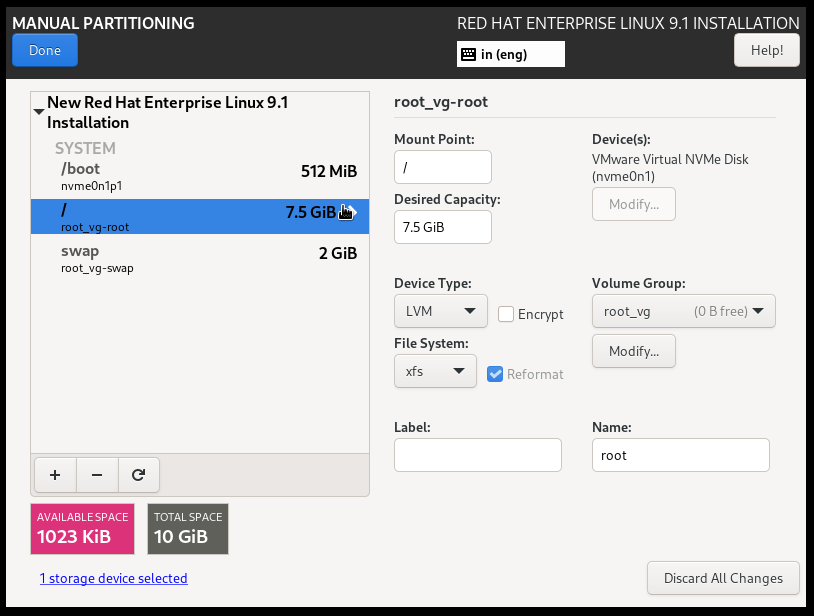 MANUAL PARTITIONING
RED HAT ENTERPRISE LINUX 9.1 INSTALLATION
Done
in (eng)
Help!
New Red Hat Enterprise Linux 9.1
Installation
SYSTEM
/boot
512 MiB
nvme0n1p1
/
7.5 GiB
root_vg-root
swap
2 GiB
root_vg-swap
+
−
AVAILABLE SPACE
1023 KiB
TOTAL SPACE
10 GiB
1 storage device selected
root_vg-root
Mount Point:
/
Device(s):
VMware Virtual NVMe Disk
(nvme0n1)
Modify...
Desired Capacity:
7.5 GiB
Device Type:
LVM
Encrypt
Volume Group:
root_vg (0 B free)
Modify...
File System:
xfs
Reformat
Label:
Name:
root
Discard All Changes